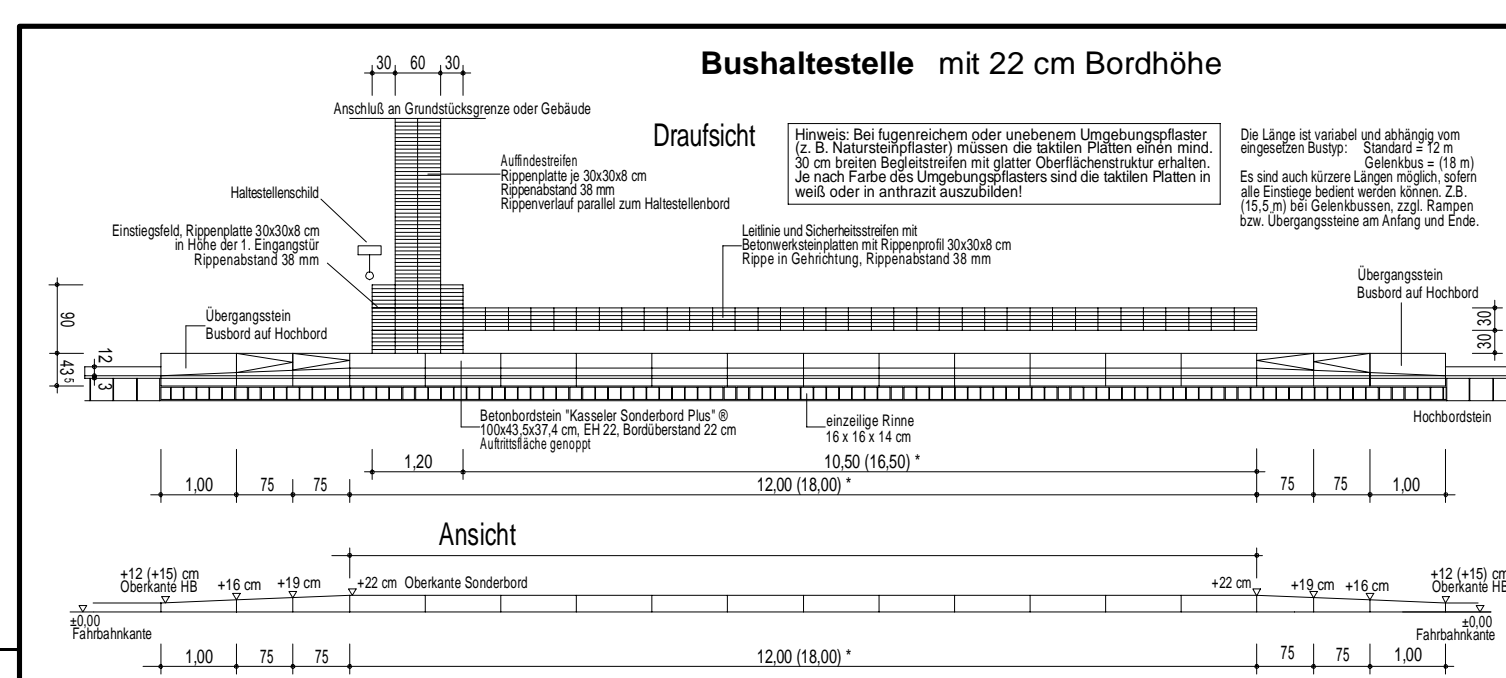 Bushaltestelle mit 22 cm Bordhöhe
30 60 30
Anschluß an Grundstücksgrenze oder Gebäude
Draufsicht
Hinweis: Bei fugenreichem oder unebenem Umgebungspflaster
(z. B. Natursteinpflaster) müssen die taktilen Platten einen mind.
30 cm breiten Begleitstreifen mit glatter Oberflächenstruktur erhalten.
Je nach Farbe des Umgebungspflasters sind die taktilen Platten in
weiß oder in anthrazit auszubilden!
Die Länge ist variabel und abhängig vom
eingesetzen Bustyp: Standard = 12 m
Gelenkbus = (18 m)
Es sind auch kürzere Längen möglich, sofern
alle Einstiege bedient werden können. Z.B.
(15,5 m) bei Gelenkbussen, zzgl. Rampen
bzw. Übergangssteine am Anfang und Ende.
Auffindestreifen
Rippenplatte je 30x30x8 cm
Rippenabstand 38 mm
Rippenverlauf parallel zum Haltestellenbord
Haltestellenschild
Einstiegsfeld, Rippenplatte 30x30x8 cm
in Höhe der 1. Eingangstür
Rippenabstand 38 mm
Leitlinie und Sicherheitsstreifen mit
Betonwerksteinplatten mit Rippenprofil 30x30x8 cm
Rippe in Gehrichtung, Rippenabstand 38 mm
Übergangsstein
Busbord auf Hochbord
Übergangsstein
Busbord auf Hochbord
90
12
43 5
3
30
30
Betonbordstein "Kasseler Sonderbord Plus" ®
100x43,5x37,4 cm, EH 22, Bordüberstand 22 cm
Auftrittsfläche genoppt
einzeilige Rinne
16 x 16 x 14 cm
Hochbordstein
1,20 10,50 (16,50) *
1,00 75 75 12,00 (18,00) * 75 75 1,00
Ansicht
+12 (+15) cm
Oberkante HB
+16 cm
+19 cm
+22 cm Oberkante Sonderbord
+22 cm
+19 cm
+16 cm
+12 (+15) cm
Oberkante HB
±0,00
Fahrbahnkante
±0,00
Fahrbahnkante
1,00 75 75 12,00 (18,00) * 75 75 1,00